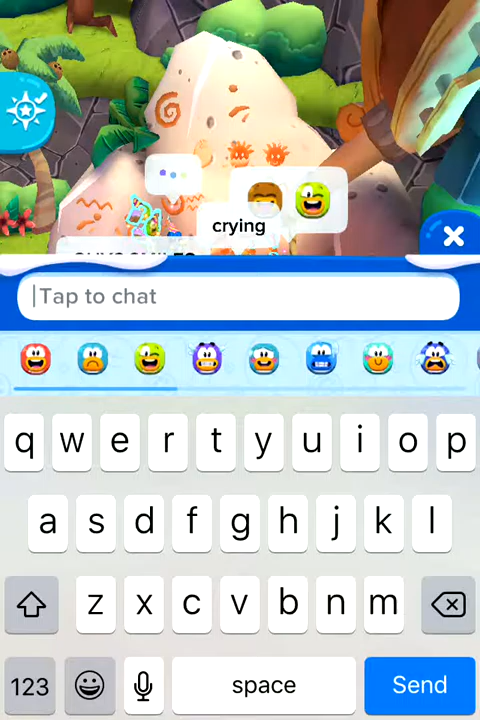 crying
Tap to chat
q w e r t y u i o p
a s d f g h j k l
z x c v b n m
123 space Send